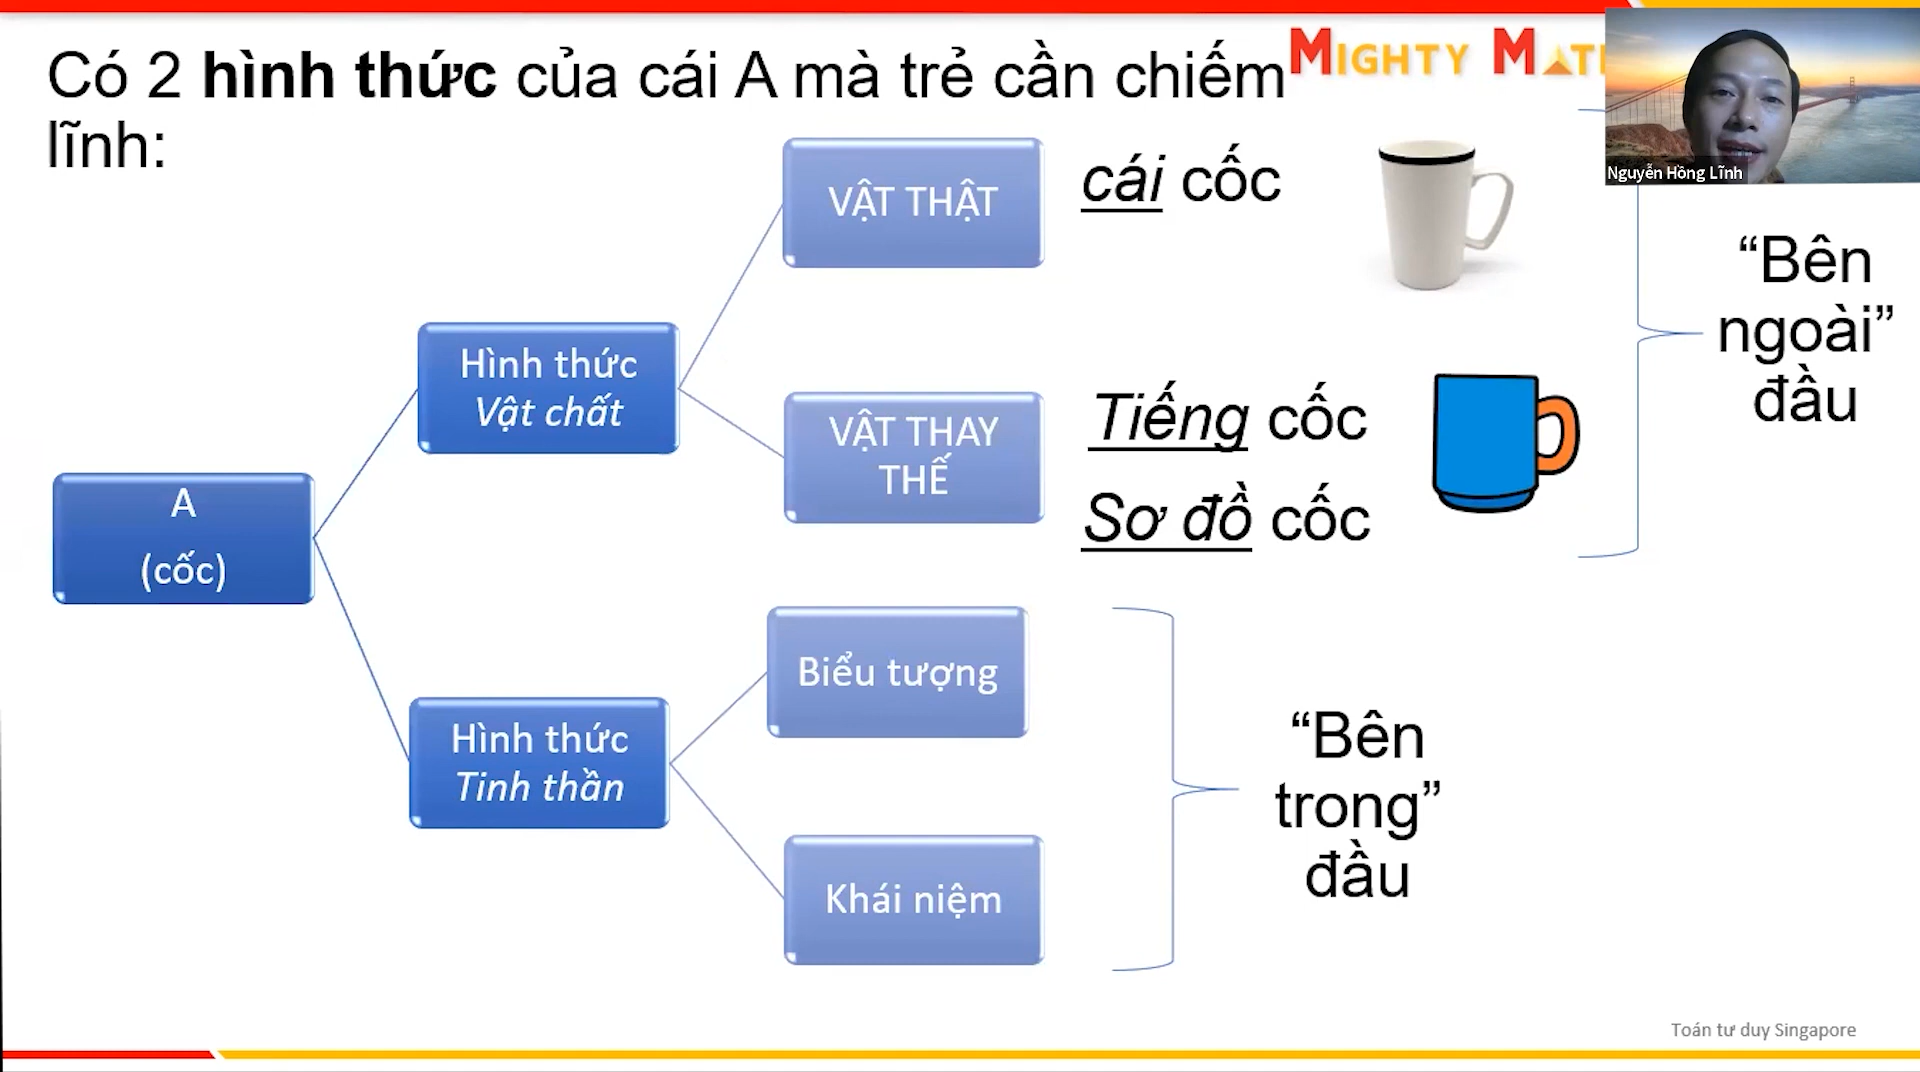 Có 2 hình thức của cái A mà trẻ cần chiếm
lĩnh:
MIGHTY
Nguyễn Hồng Lĩnh
VẬT THẬT
cái cốc
“Bên
ngoài”
đầu
Hình thức
Vật chất
VẬT THAY
THẾ
Tiếng cốc
Sơ đồ cốc
A
(cốc)
Biểu tượng
Hình thức
Tinh thần
“Bên
trong”
đầu
Khái niệm
Toán tư duy Singapore